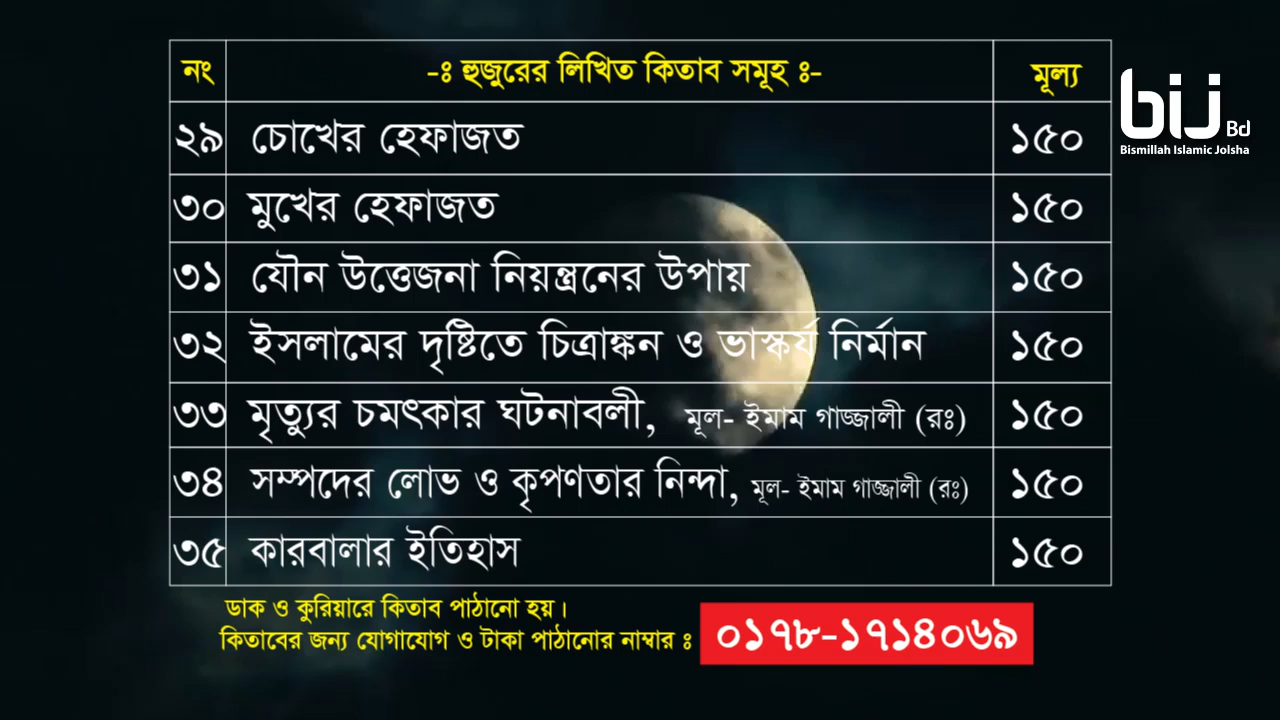 নং -ঃ হুজুরের লিখিত কিতাব সমূহ ঃ- মূল্য
bij Bd
Bismillah Islamic Jolsha
২৯ চোখের হেফাজত ১৫০
৩০ মুখের হেফাজত ১৫০
৩১ যৌন উত্তেজনা নিয়ন্ত্রনের উপায় ১৫০
৩২ ইসলামের দৃষ্টিতে চিত্রাঙ্কন ও ভাস্কর্য নির্মান ১৫০
৩৩ মৃত্যুর চমৎকার ঘটনাবলী, মূল- ইমাম গাজ্জালী (রঃ) ১৫০
৩৪ সম্পদের লোভ ও কৃপণতার নিন্দা, মূল- ইমাম গাজ্জালী (রঃ) ১৫০
৩৫ কারবালার ইতিহাস ১৫০
ডাক ও কুরিয়ারে কিতাব পাঠানো হয়।
কিতাবের জন্য যোগাযোগ ও টাকা পাঠানোর নাম্বার ঃ ০১৭৮-১৭১৪০৬৯